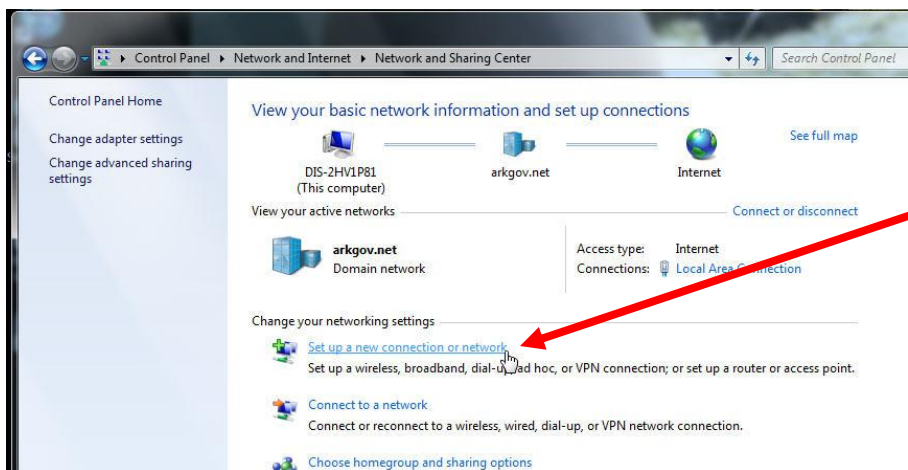 Control Panel ▸ Network and Internet ▸ Network and Sharing Center
Search Control Panel
Control Panel Home
Change adapter settings
Change advanced sharing
settings
View your basic network information and set up connections
See full map
DIS-2HV1P81
(This computer)
arkgov.net
Internet
View your active networks
Connect or disconnect
arkgov.net
Domain network
Access type: Internet
Connections: Local Area Connection
Change your networking settings
Set up a new connection or network
Set up a wireless, broadband, dial-up, ad hoc, or VPN connection; or set up a router or access point.
Connect to a network
Connect or reconnect to a wireless, wired, dial-up, or VPN network connection.
Choose homegroup and sharing options